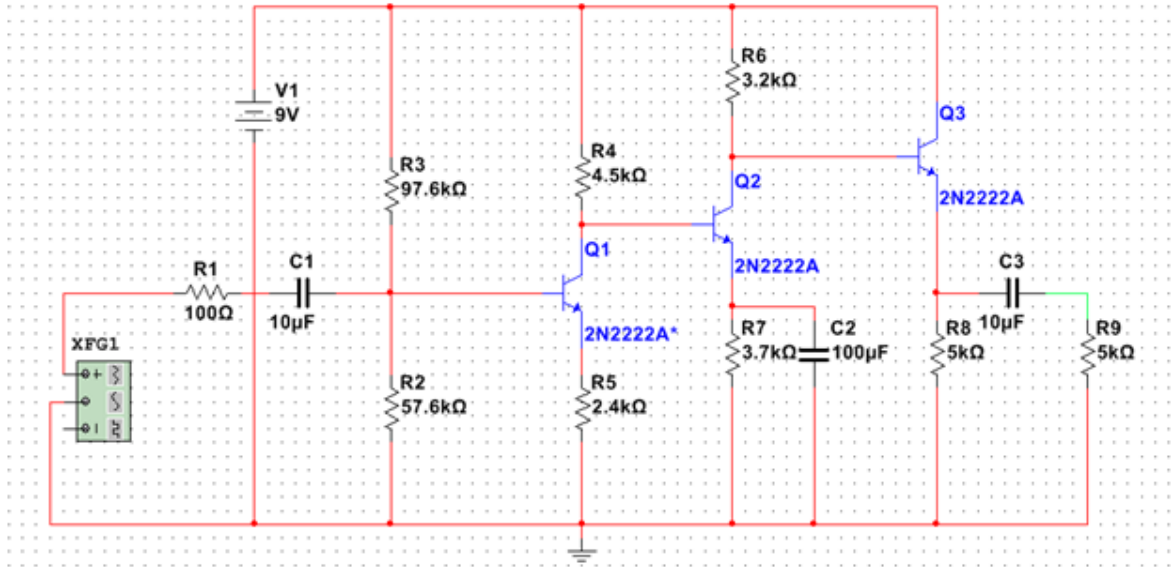 V1
9V
R3
97.6kΩ
R4
4.5kΩ
R6
3.2kΩ
Q3
2N2222A
Q2
2N2222A
Q1
2N2222A*
R1
100Ω
C1
10µF
XFG1
+
R2
57.6kΩ
R5
2.4kΩ
R7
3.7kΩ
C2
100µF
C3
10µF
R8
5kΩ
R9
5kΩ